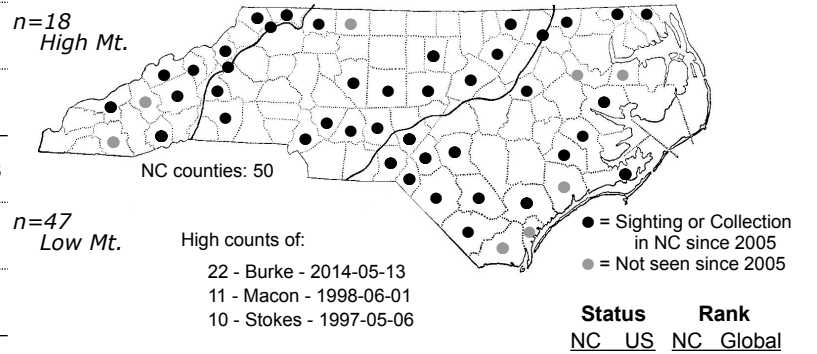 n=18
High Mt.
NC counties: 50
n=47
Low Mt.
High counts of:
22 - Burke - 2014-05-13
11 - Macon - 1998-06-01
10 - Stokes - 1997-05-06
= Sighting or Collection
in NC since 2005
= Not seen since 2005
Status Rank
NC US NC Global